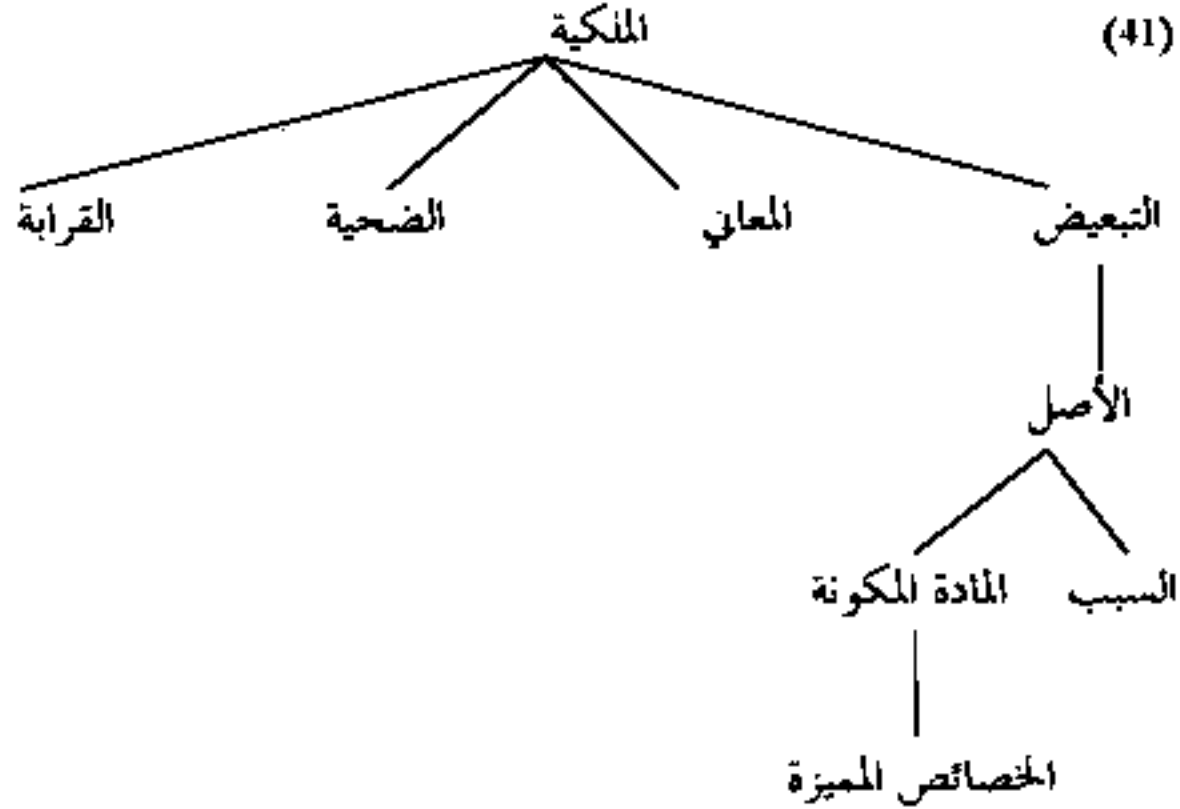 (41) الملكية
التبعيض المعاني الضحية القرابة
الأصل
السبب المادة المكونة
الخصائص المميزة